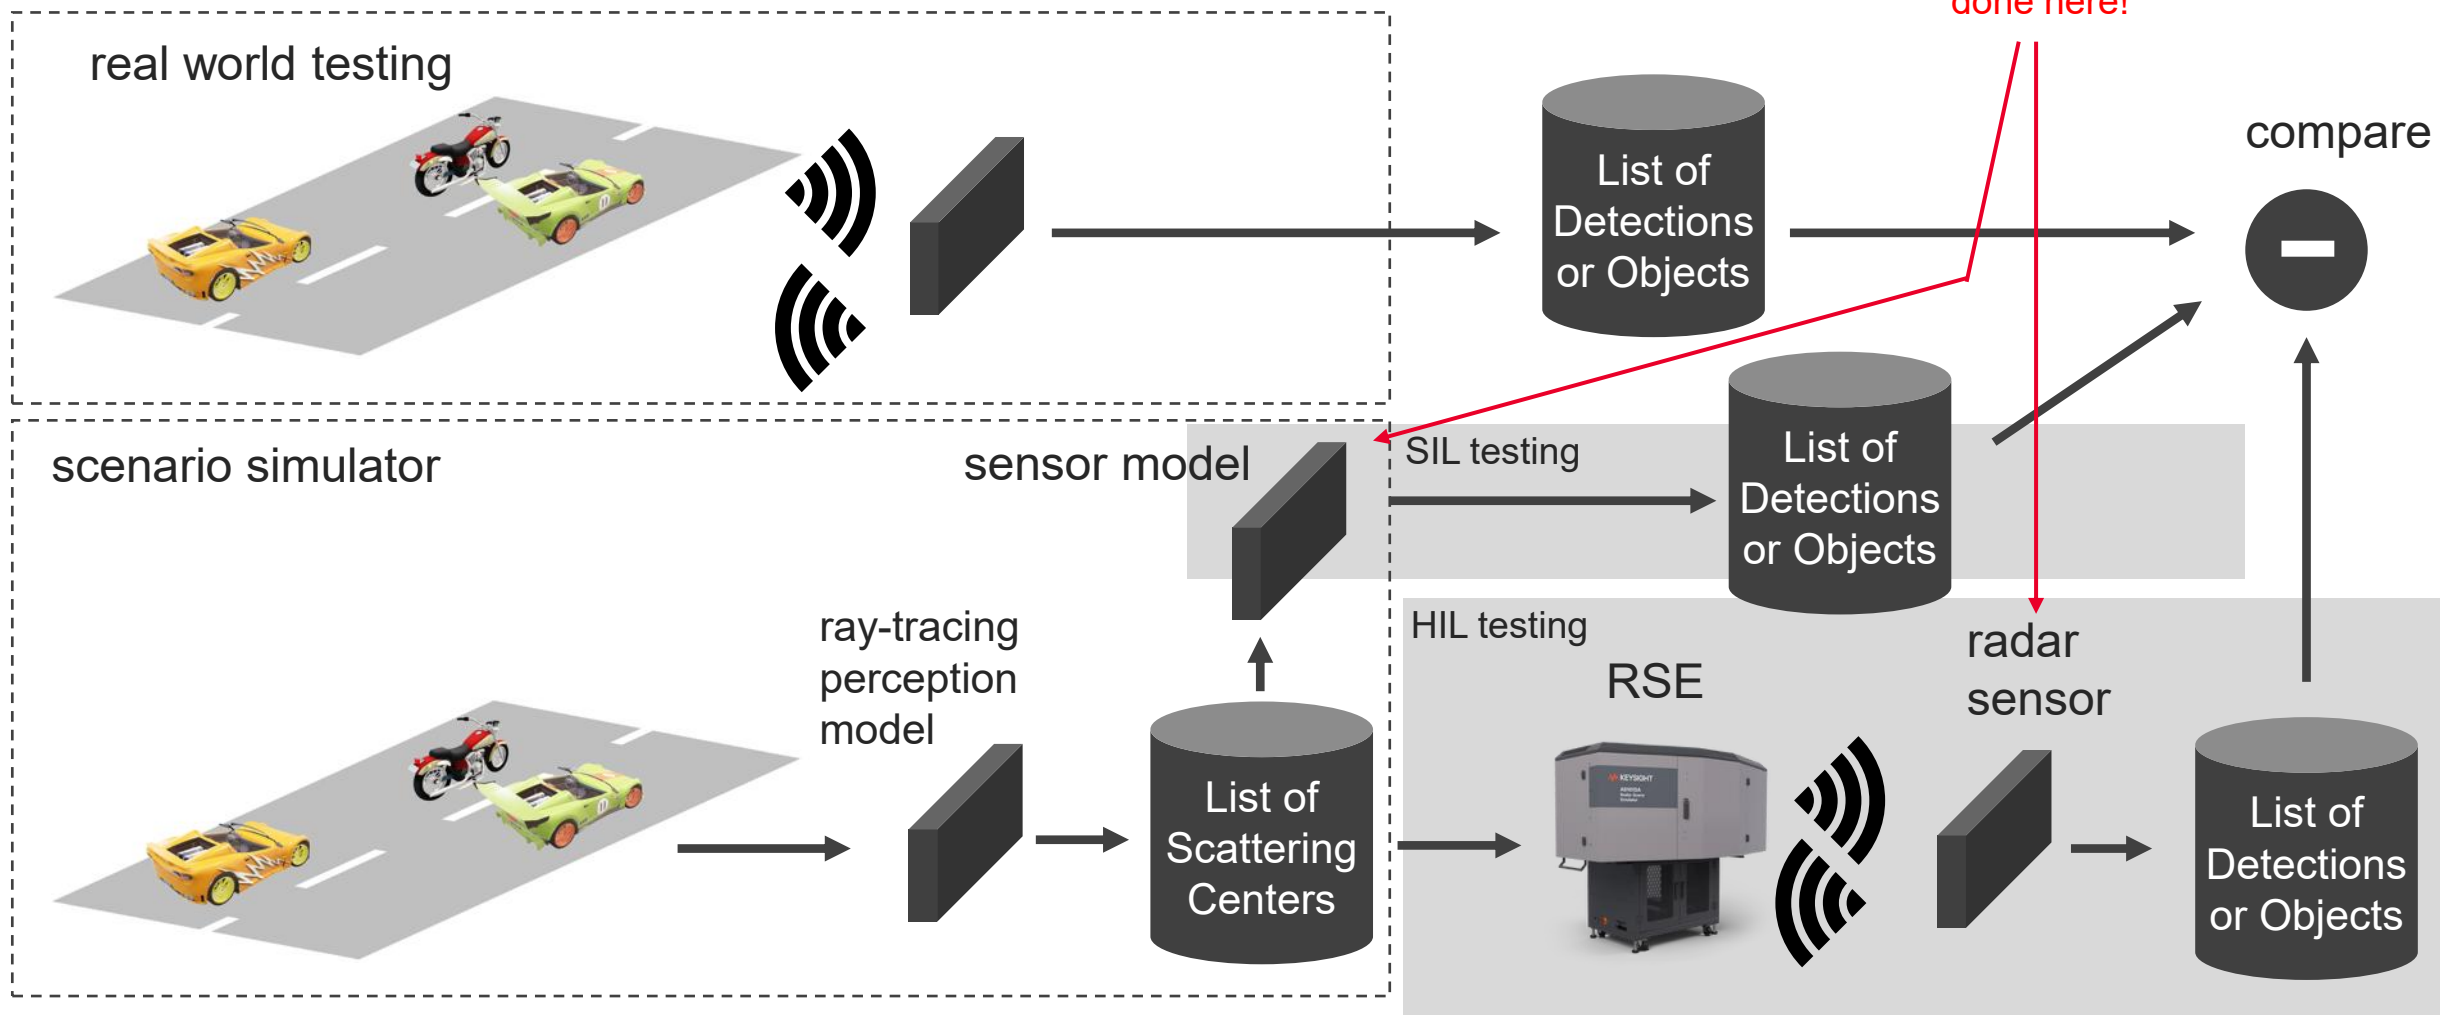 done here!
real world testing
compare
List of
Detections
or Objects
scenario simulator
sensor model
SIL testing
List of
Detections
or Objects
ray-tracing
perception
model
HIL testing
RSE
radar
sensor
KEYSIGHT
List of
Scattering
Centers
List of
Detections
or Objects